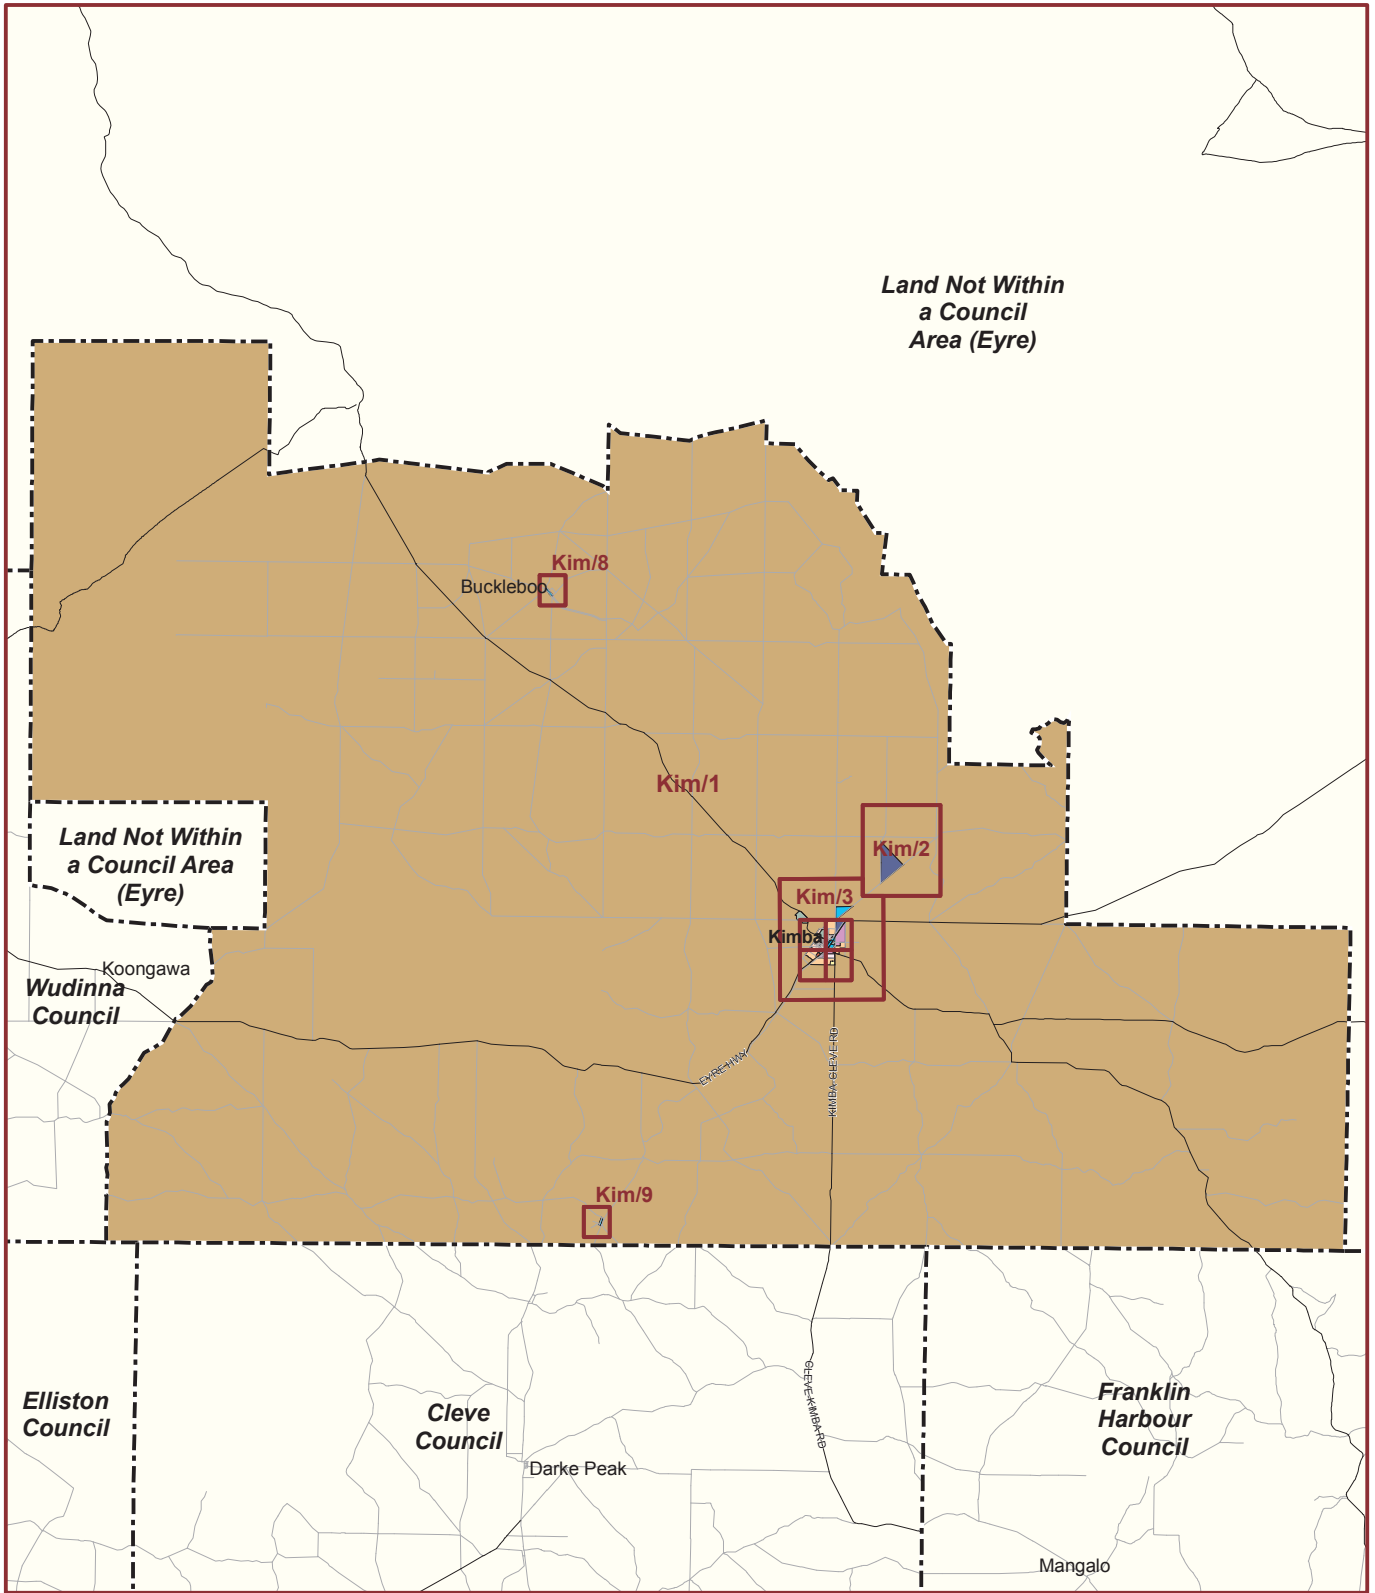 Land Not Within
a Council
Area (Eyre)
Kim/8
Buckleboo
Kim/1
Land Not Within
a Council Area
(Eyre)
Kim/2
Kim/3
Kimba
Koongawa
Wudinna
Council
EYRE HWY
KIMBA CLEVE RD
Kim/9
CLEVE KIMBA RD
Elliston
Council
Cleve
Council
Franklin
Harbour
Council
Darke Peak
Mangalo